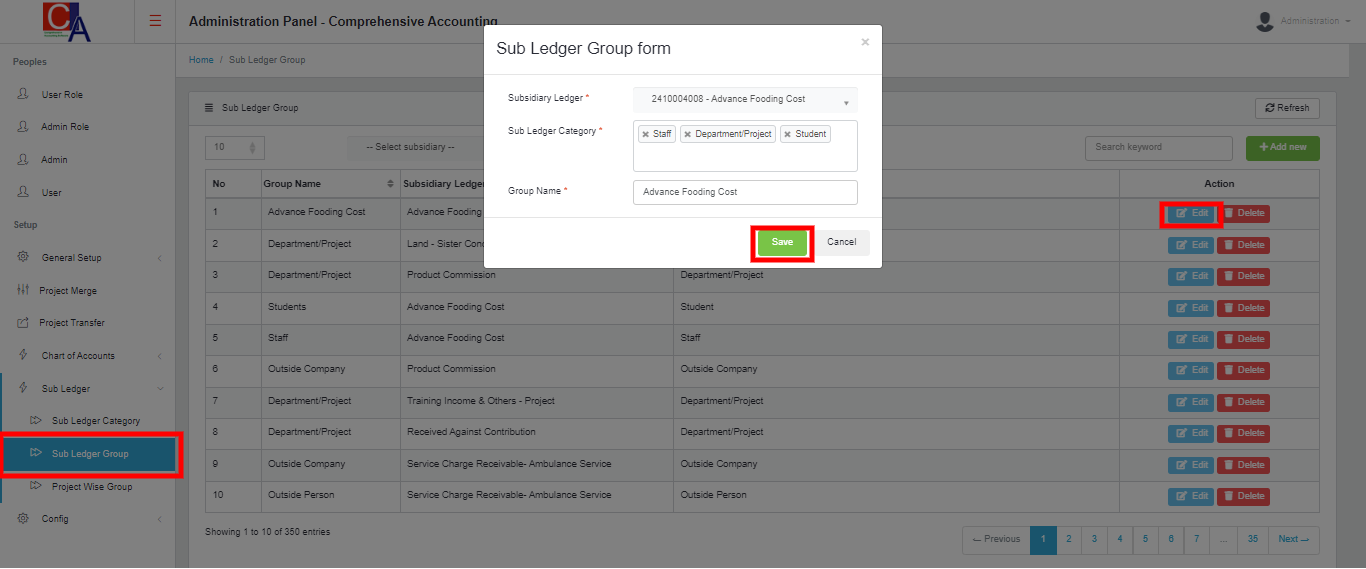 CA
Administration Panel - Comprehensive Accounting
Administration
Peoples
User Role
Admin Role
Admin
User
Setup
General Setup
Project Merge
Project Transfer
Chart of Accounts
Sub Ledger
Sub Ledger Category
Sub Ledger Group
Project Wise Group
Config
Home / Sub Ledger Group
Sub Ledger Group
Refresh
10
-- Select subsidiary --
Search keyword
Add new
No Group Name Subsidiary Ledger Action
1 Advance Fooding Cost Advance Fooding Edit Delete
2 Department/Project Land - Sister Conc Edit Delete
3 Department/Project Product Commission Department/Project Edit Delete
4 Students Advance Fooding Cost Student Edit Delete
5 Staff Advance Fooding Cost Staff Edit Delete
6 Outside Company Product Commission Outside Company Edit Delete
7 Department/Project Training Income & Others - Project Department/Project Edit Delete
8 Department/Project Received Against Contribution Department/Project Edit Delete
9 Outside Company Service Charge Receivable- Ambulance Service Outside Company Edit Delete
10 Outside Person Service Charge Receivable- Ambulance Service Outside Person Edit Delete
Showing 1 to 10 of 350 entries
Previous 1 2 3 4 5 6 7 ... 35 Next
Sub Ledger Group form ×
Subsidiary Ledger * 2410004008 - Advance Fooding Cost
Sub Ledger Category * × Staff × Department/Project × Student
Group Name * Advance Fooding Cost
Save Cancel